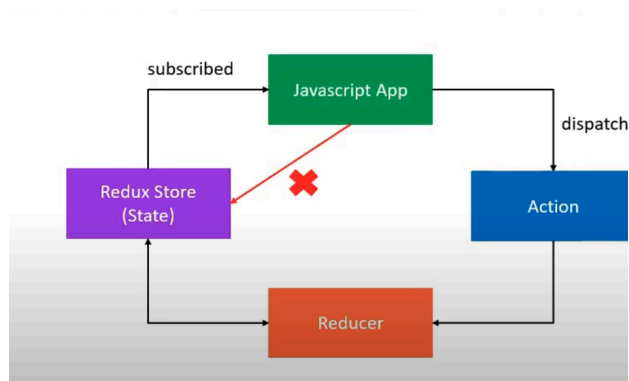 subscribed
Javascript App
dispatch
Redux Store
(State)
Action
Reducer